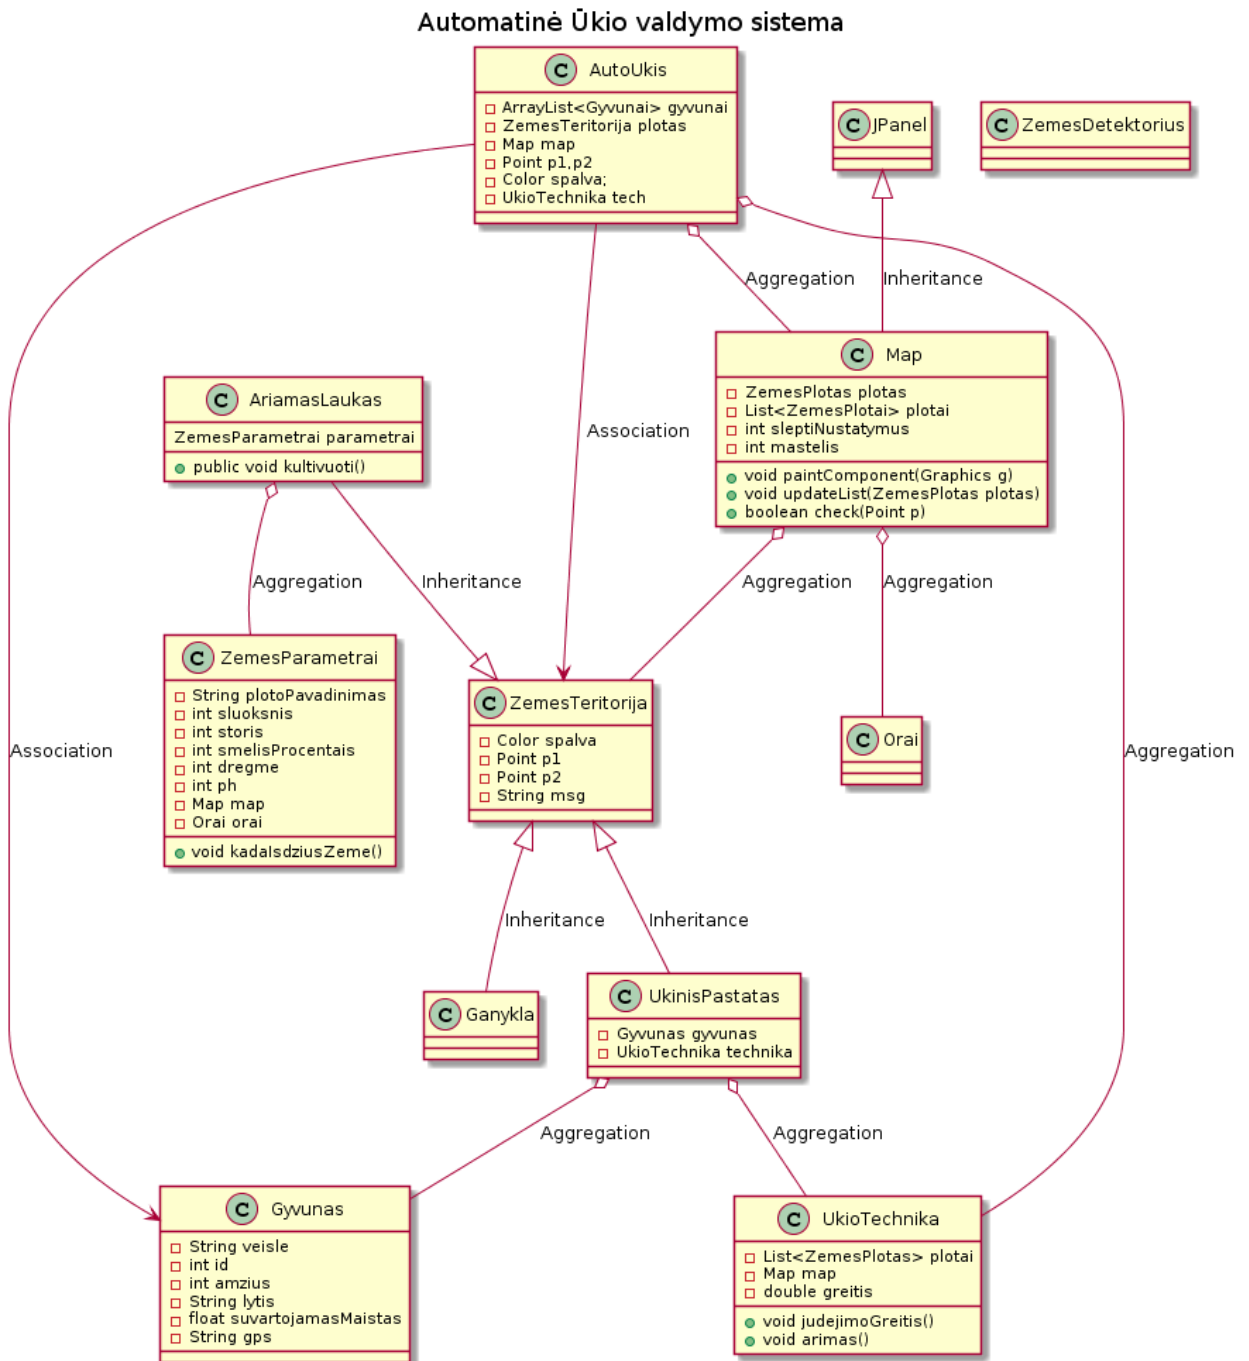 Automatinė Ūkio valdymo sistema
C AutoUkis
ArrayList<Gyvunai> gyvunai
ZemesTeritorija plotas
Map map
Point p1,p2
Color spalva;
UkioTechnika tech
C JPanel
C ZemesDetektorius
Aggregation
Inheritance
C Map
ZemesPlotas plotas
List<ZemesPlotai> plotai
int sleptiNustatymus
int mastelis
void paintComponent(Graphics g)
void updateList(ZemesPlotas plotas)
boolean check(Point p)
C AriamasLaukas
ZemesParametrai parametrai
public void kultivuoti()
Association
Aggregation
Inheritance
Aggregation
Aggregation
C ZemesParametrai
String plotoPavadinimas
int sluoksnis
int storis
int smelisProcentais
int dregme
int ph
Map map
Orai orai
void kadaIsdziusZeme()
C ZemesTeritorija
Color spalva
Point p1
Point p2
String msg
C Orai
Association
Aggregation
Inheritance
Inheritance
C Ganykla
C UkinisPastatas
Gyvunas gyvunas
UkioTechnika technika
Aggregation
Aggregation
C Gyvunas
String veisle
int id
int amzius
String lytis
float suvartojamasMaistas
String gps
C UkioTechnika
List<ZemesPlotas> plotai
Map map
double greitis
void judejimoGreitis()
void arimas()